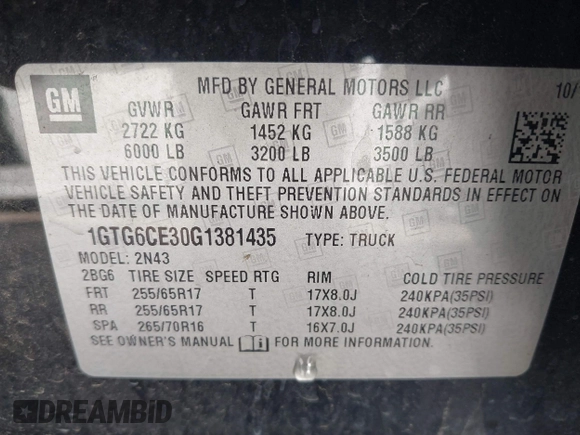 GM
MFD BY GENERAL MOTORS LLC 10/
GVWR GAWR FRT GAWR RR
2722 KG 1452 KG 1588 KG
6000 LB 3200 LB 3500 LB
THIS VEHICLE CONFORMS TO ALL APPLICABLE U.S. FEDERAL MOTOR
VEHICLE SAFETY AND THEFT PREVENTION STANDARDS IN EFFECT ON
THE DATE OF MANUFACTURE SHOWN ABOVE.
1GTG6CE30G1381435 TYPE: TRUCK
MODEL: 2N43
2BG6 TIRE SIZE SPEED RTG RIM COLD TIRE PRESSURE
FRT 255/65R17 T 17X8.0J 240KPA(35PSI)
RR 255/65R17 T 17X8.0J 240KPA(35PSI)
SPA 265/70R16 T 16X7.0J 240KPA(35PSI)
SEE OWNER'S MANUAL FOR MORE INFORMATION.
DREAMBID